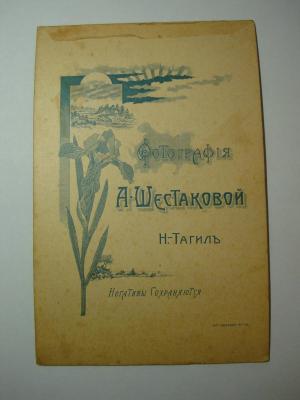 Фотографія
А·Шестаковой
Н.-Тагилъ
Негативы Сохраняются